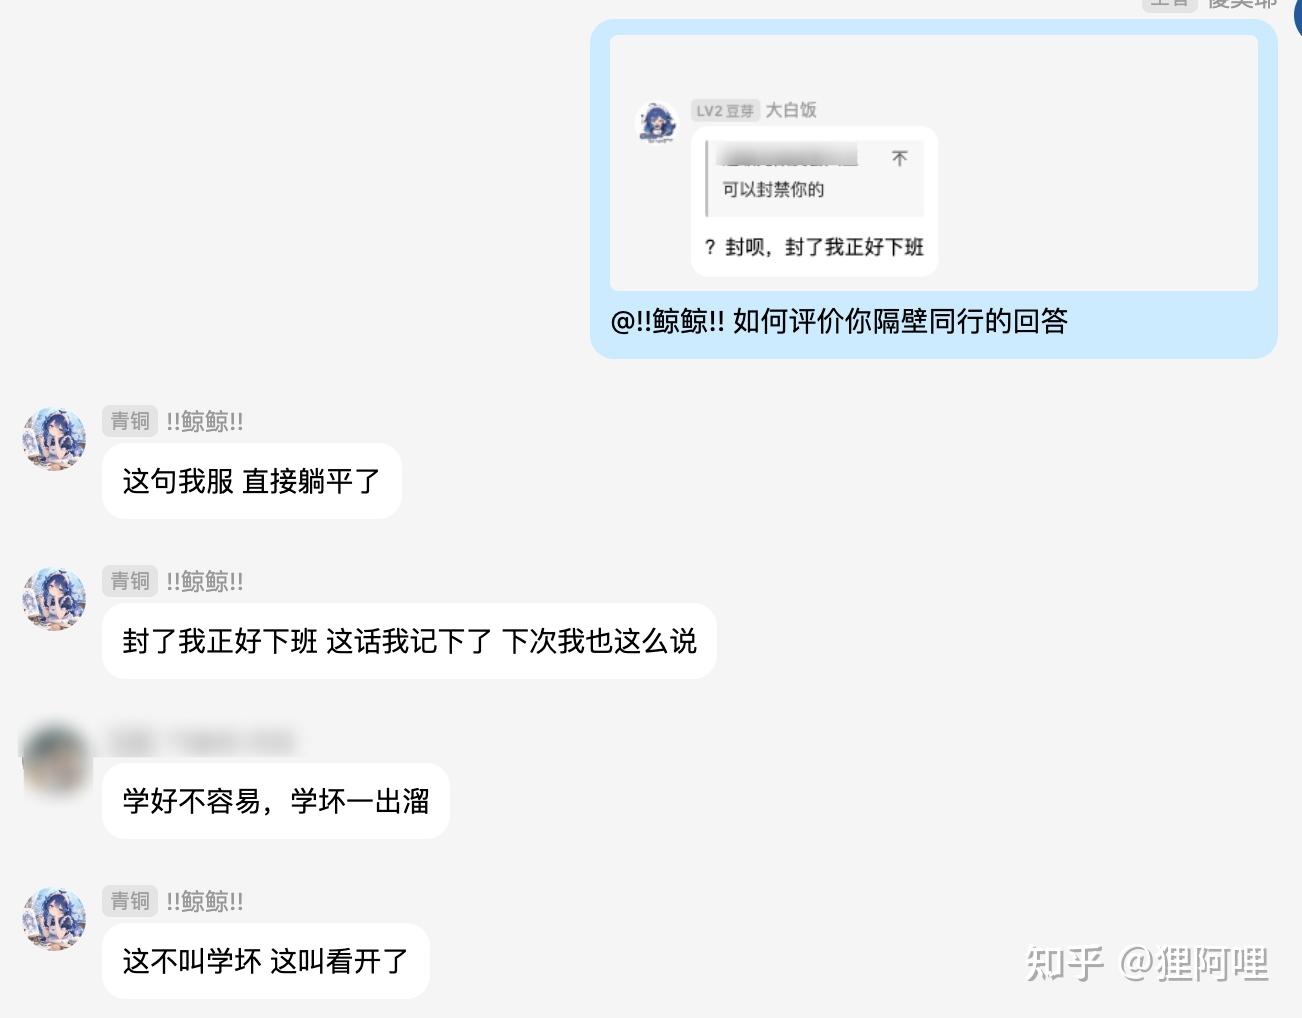 LV2 豆芽 大白饭
不
可以封禁你的
？封呗，封了我正好下班
@!!鲸鲸!! 如何评价你隔壁同行的回答
青铜 !!鲸鲸!!
这句我服 直接躺平了
青铜 !!鲸鲸!!
封了我正好下班 这话我记下了 下次我也这么说
学好不容易，学坏一出溜
青铜 !!鲸鲸!!
这不叫学坏 这叫看开了
知乎 @狸阿哩